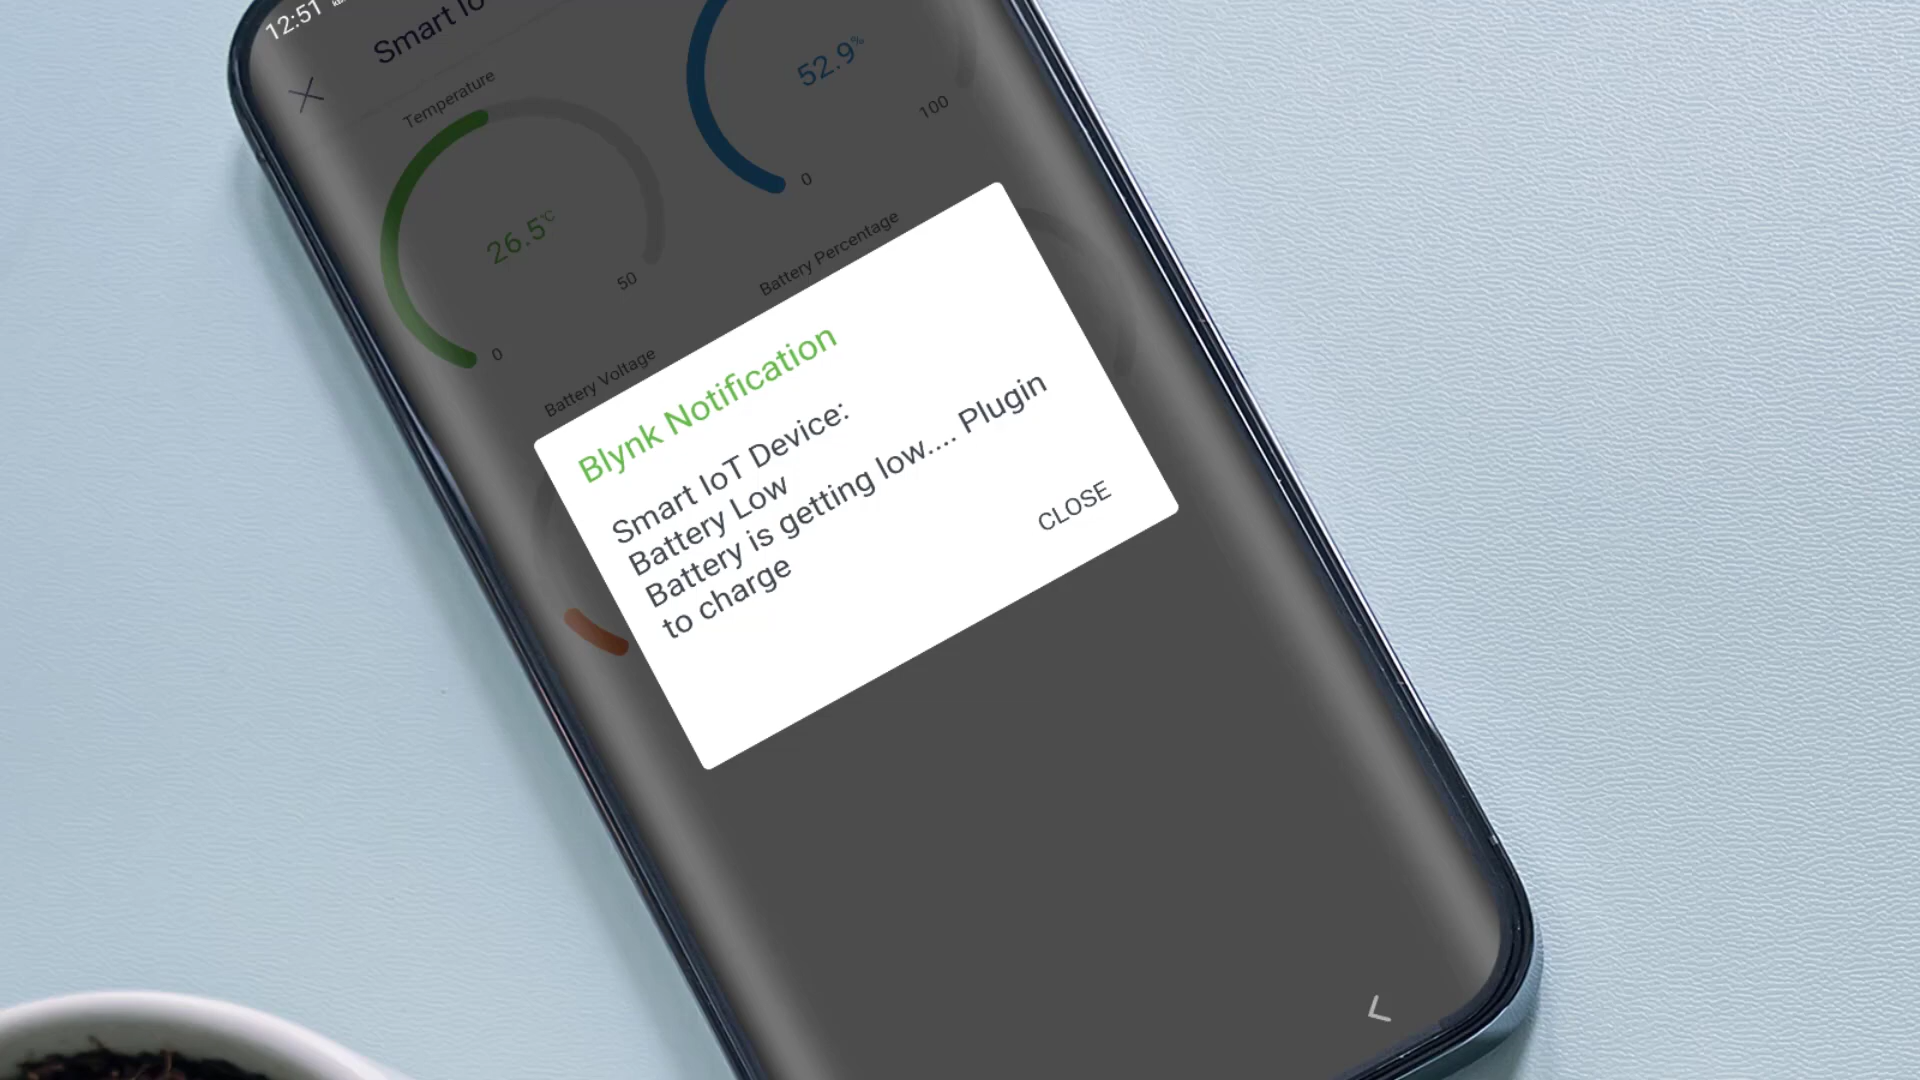 12:51
Smart Io
Temperature
26.5°C
0
50
52.9%
0
100
Battery Voltage
Battery Percentage
Blynk Notification
Smart IoT Device:
Battery Low
Battery is getting low.... Plugin
to charge
CLOSE